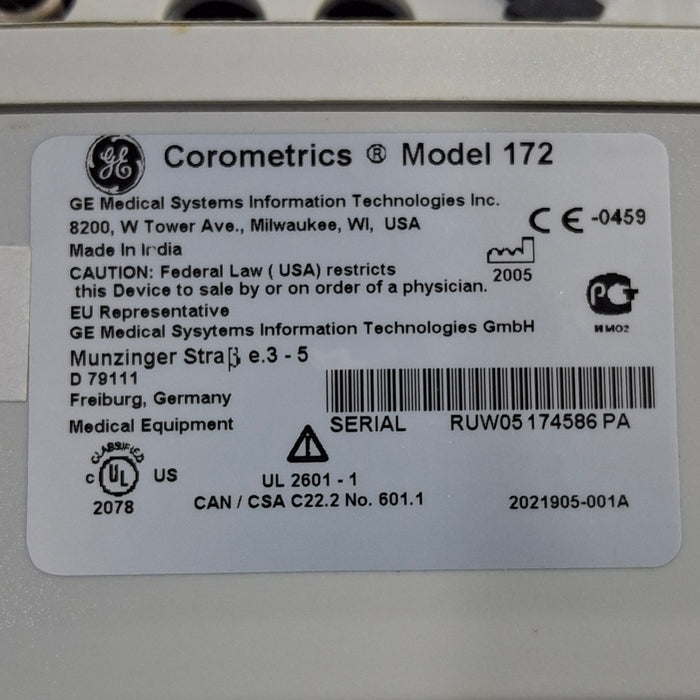 GE Corometrics ® Model 172
GE Medical Systems Information Technologies Inc.
8200, W Tower Ave., Milwaukee, WI, USA
CE-0459
Made In India
2005
CAUTION: Federal Law ( USA) restricts
this Device to sale by or on order of a physician.
PCT
MMO2
EU Representative
GE Medical Sysytems Information Technologies GmbH
Munzinger Straβ e.3 - 5
D 79111
Freiburg, Germany
Medical Equipment
SERIAL RUW05174586PA
CLASSIFIED
C UL US
2078
UL 2601 - 1
CAN / CSA C22.2 No. 601.1
2021905-001A